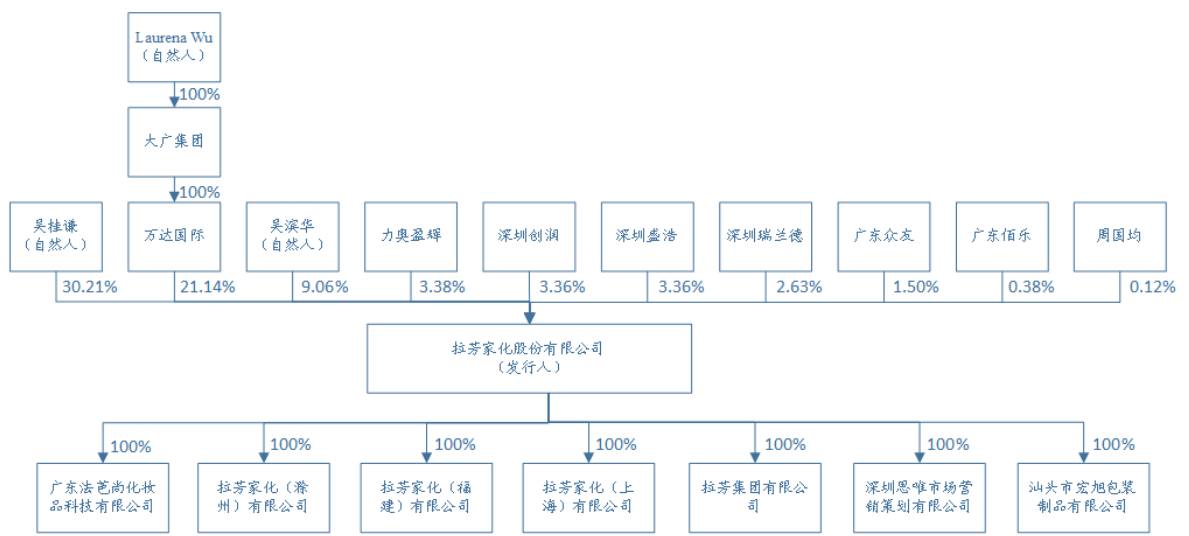 Laurena Wu
（自然人）
100%
大广集团
100%
吴桂谦
（自然人）
万达国际
吴滨华
（自然人）
力奥盈辉
深圳创润
深圳盛浩
深圳瑞兰德
广东众友
广东佰乐
周国均
30.21%
21.14%
9.06%
3.38%
3.36%
3.36%
2.63%
1.50%
0.38%
0.12%
拉芳家化股份有限公司
（发行人）
100%
100%
100%
100%
100%
100%
100%
广东法芭尚化妆
品科技有限公司
拉芳家化（滁
州）有限公司
拉芳家化（福
建）有限公司
拉芳家化（上
海）有限公司
拉芳集团有限公
司
深圳思唯市场营
销策划有限公司
汕头市宏旭包装
制品有限公司